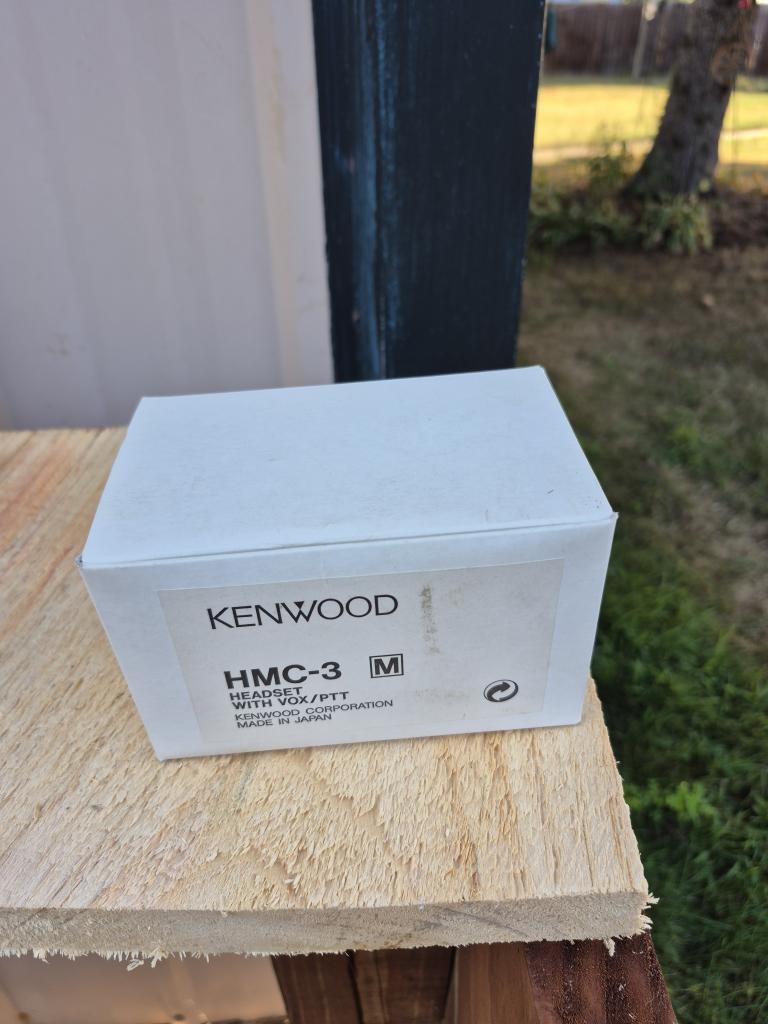 KENWOOD
HMC-3 M
HEADSET
WITH VOX/PTT
KENWOOD CORPORATION
MADE IN JAPAN